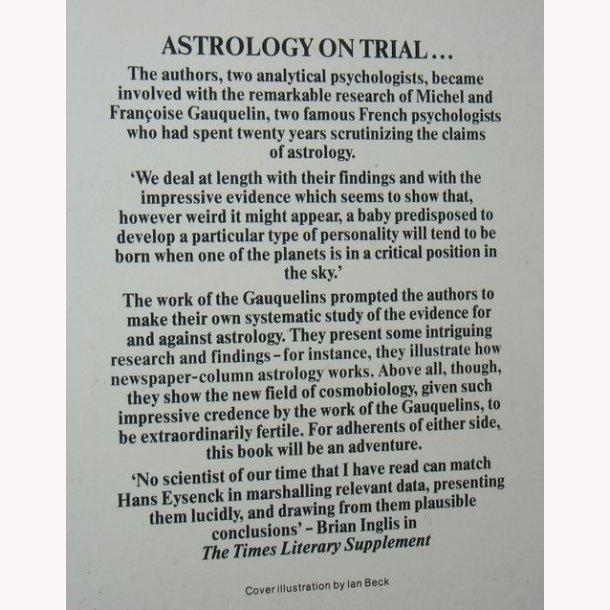 ASTROLOGY ON TRIAL...
The authors, two analytical psychologists, became
involved with the remarkable research of Michel and
Françoise Gauquelin, two famous French psychologists
who had spent twenty years scrutinizing the claims
of astrology.
‘We deal at length with their findings and with the
impressive evidence which seems to show that,
however weird it might appear, a baby predisposed to
develop a particular type of personality will tend to be
born when one of the planets is in a critical position in
the sky.’
The work of the Gauquelins prompted the authors to
make their own systematic study of the evidence for
and against astrology. They present some intriguing
research and findings – for instance, they illustrate how
newspaper-column astrology works. Above all, though,
they show the new field of cosmobiology, given such
impressive credence by the work of the Gauquelins, to
be extraordinarily fertile. For adherents of either side,
this book will be an adventure.
‘No scientist of our time that I have read can match
Hans Eysenck in marshalling relevant data, presenting
them lucidly, and drawing from them plausible
conclusions’ – Brian Inglis in
The Times Literary Supplement
Cover illustration by Ian Beck